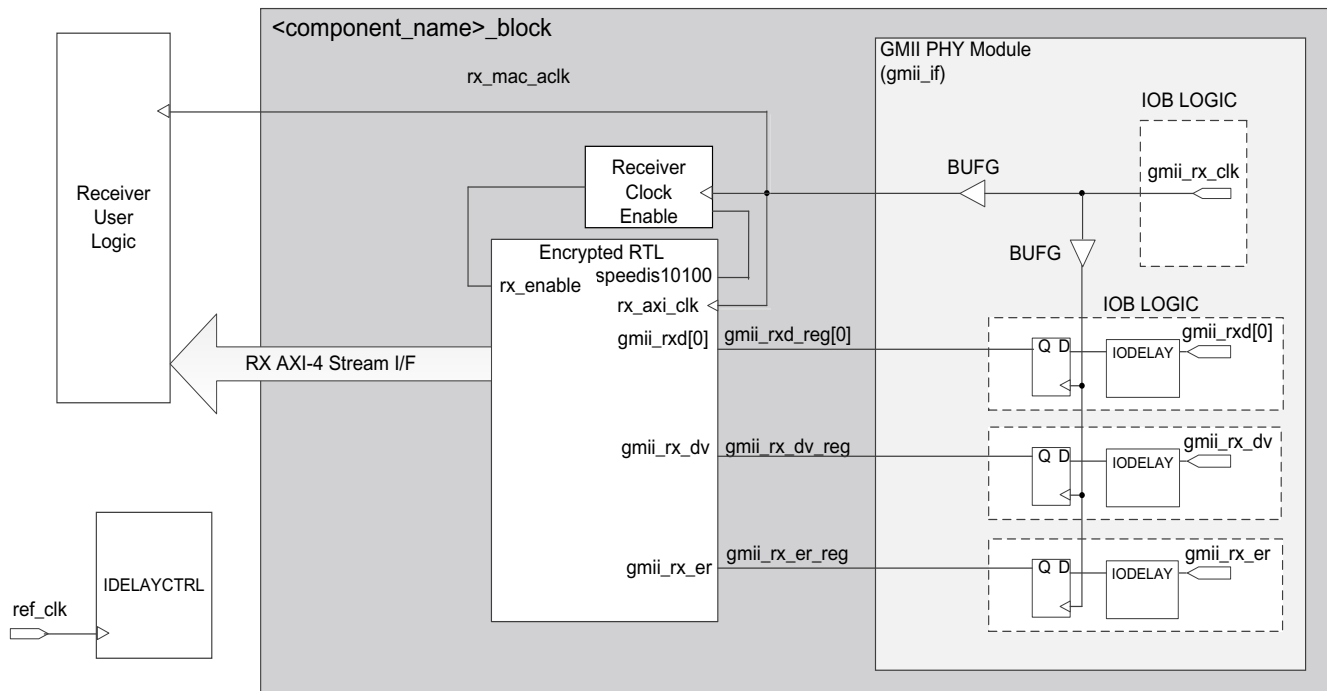 <component_name>_block
GMII PHY Module
(gmii_if)
rx_mac_aclk
IOB LOGIC
gmii_rx_clk
BUFG
BUFG
Receiver
User
Logic
Receiver
Clock
Enable
Encrypted RTL
speedis10100
rx_enable
rx_axi_clk
IOB LOGIC
gmii_rxd[0]
gmii_rxd_reg[0]
Q D
IODELAY
gmii_rxd[0]
RX AXI-4 Stream I/F
gmii_rx_dv
gmii_rx_dv_reg
Q D
IODELAY
gmii_rx_dv
gmii_rx_er
gmii_rx_er_reg
Q D
IODELAY
gmii_rx_er
IDELAYCTRL
ref_clk